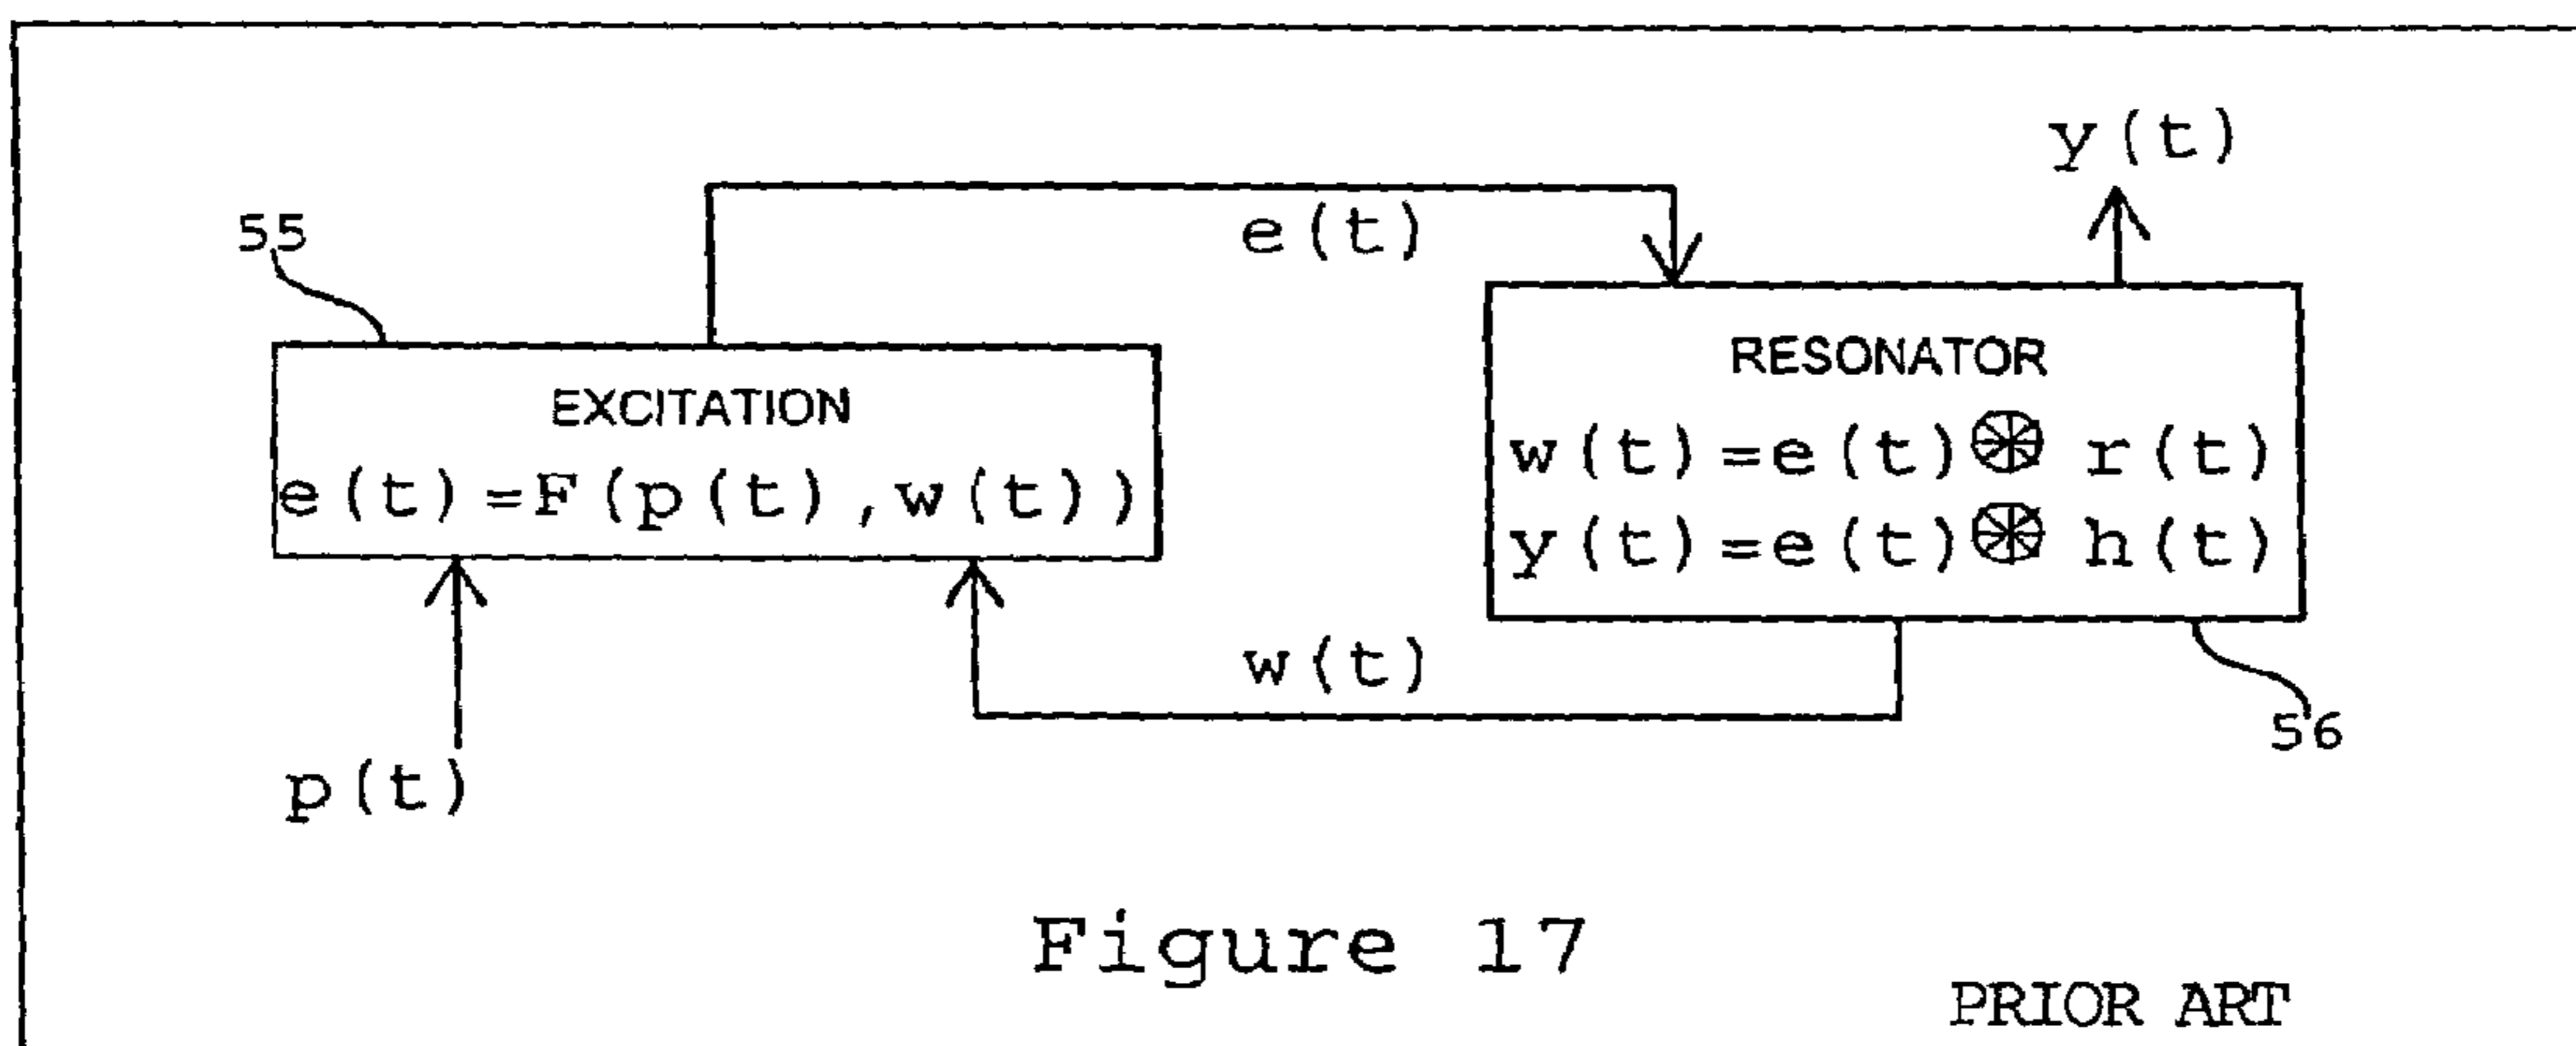 y(t)
55
e(t)
EXCITATION
e(t)=F(p(t),w(t))
RESONATOR
w(t)=e(t)⊛ r(t)
y(t)=e(t)⊛ h(t)
w(t)
56
p(t)
Figure 17
PRIOR ART